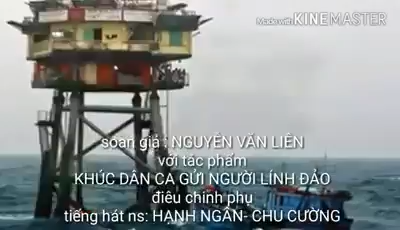 Made with KINEMASTER
soạn giả : NGUYỄN VĂN LIÊN
với tác phẩm
KHÚC DÂN CA GỬI NGƯỜI LÍNH ĐẢO
điệu chinh phụ
tiếng hát ns: HẠNH NGÂN- CHU CƯỜNG